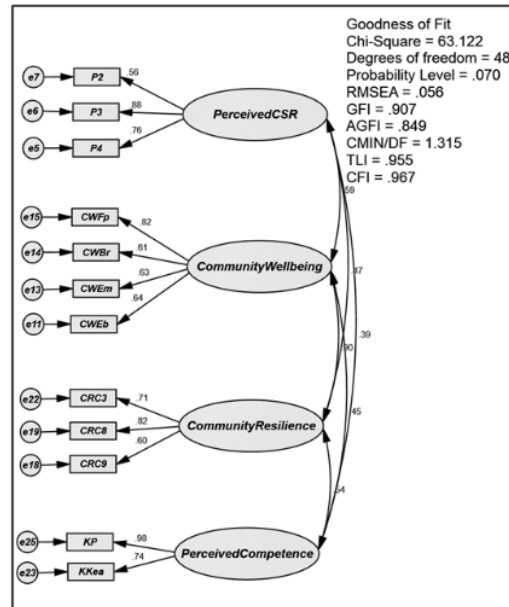 Goodness of Fit
Chi-Square = 63.122
Degrees of freedom = 48
Probability Level = .070
RMSEA = .056
GFI = .907
AGFI = .849
CMIN/DF = 1.315
TLI = .955
CFI = .967
e7 P2 .56
e6 P3 .88 PerceivedCSR
e5 P4 .76
.59
e15 CWFp .82
e14 CWBr .61 CommunityWellbeing .47
e13 CWEm .63
e11 CWEb .64
.39
.90
e22 CRC3 .71
.45
e19 CRC8 .82 CommunityResilience
e18 CRC9 .60
.54
e25 KP .98 PerceivedCompetence
e23 KKea .74